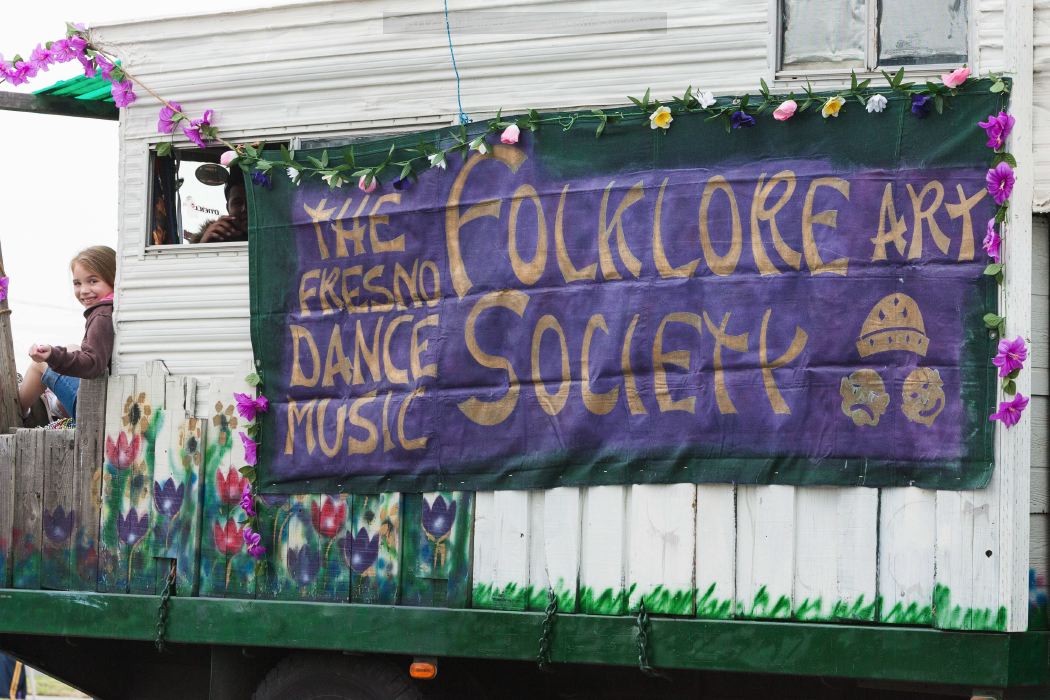 THE
FRESNO
DANCE
MUSIC
FOLKLORE ART
SOCIETY